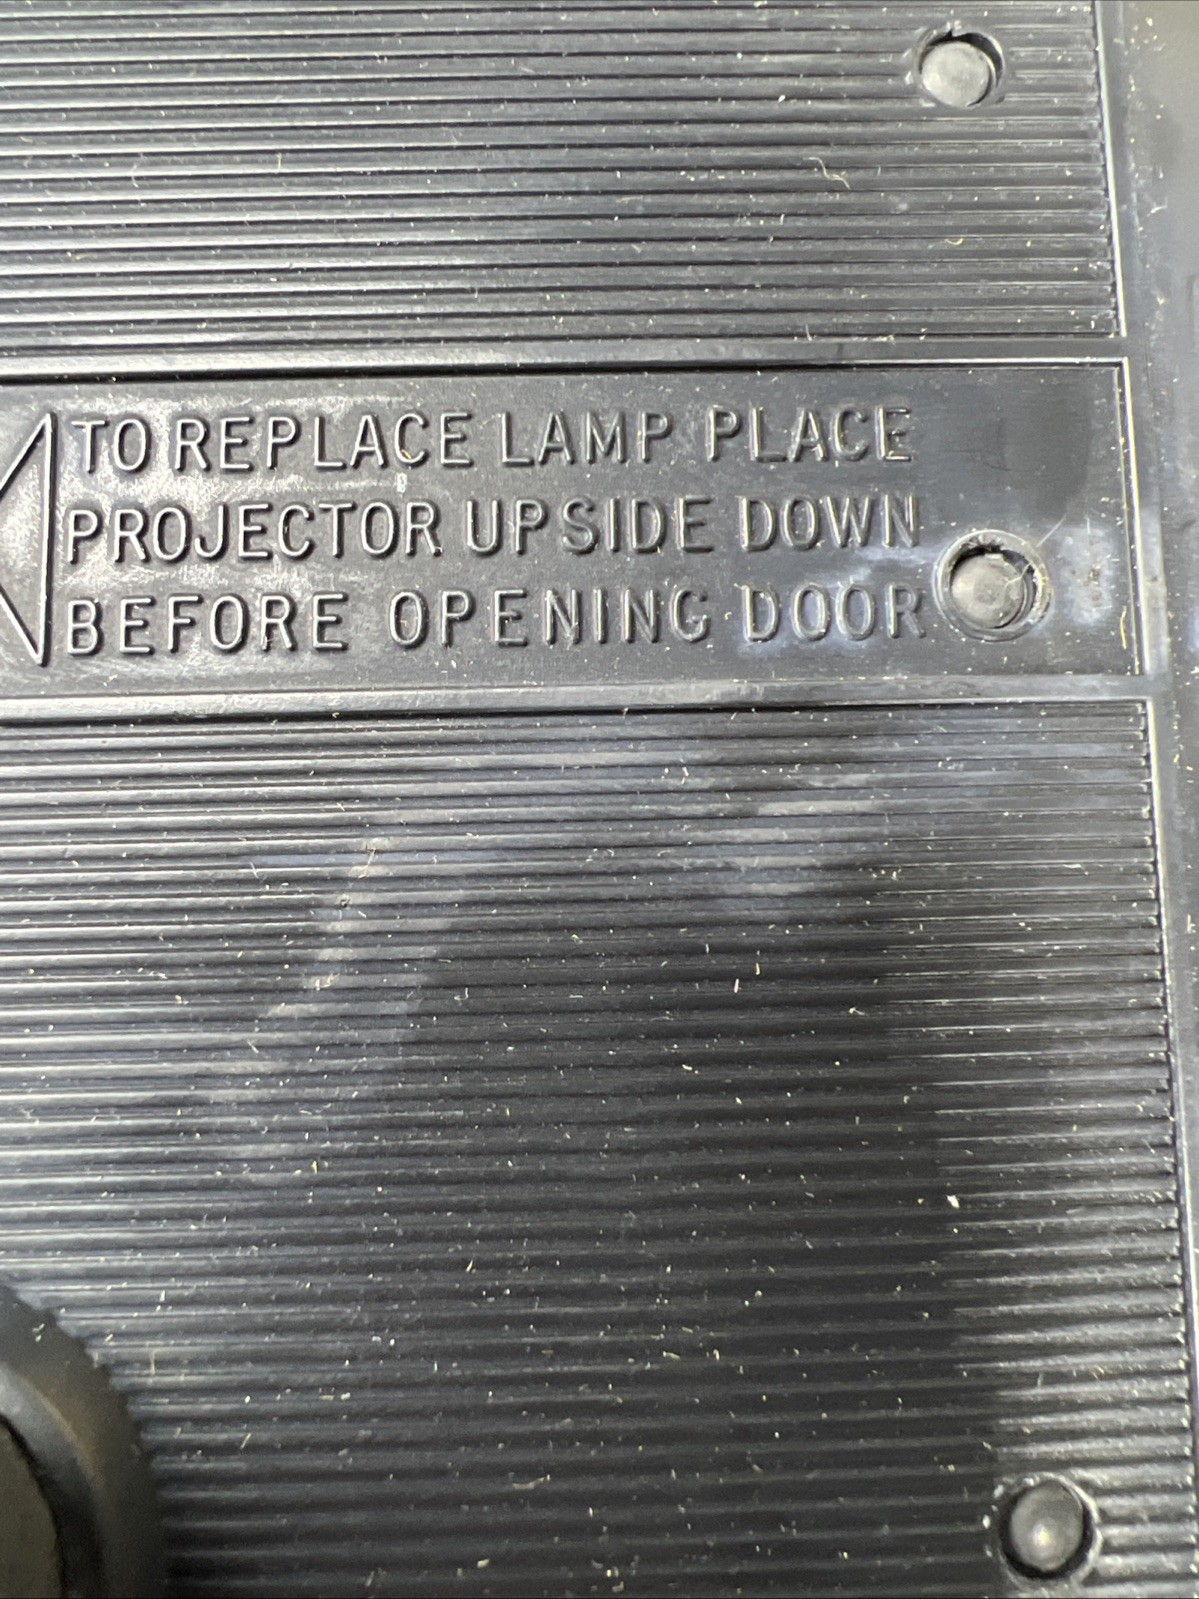 TO REPLACE LAMP PLACE
PROJECTOR UPSIDE DOWN
BEFORE OPENING DOOR